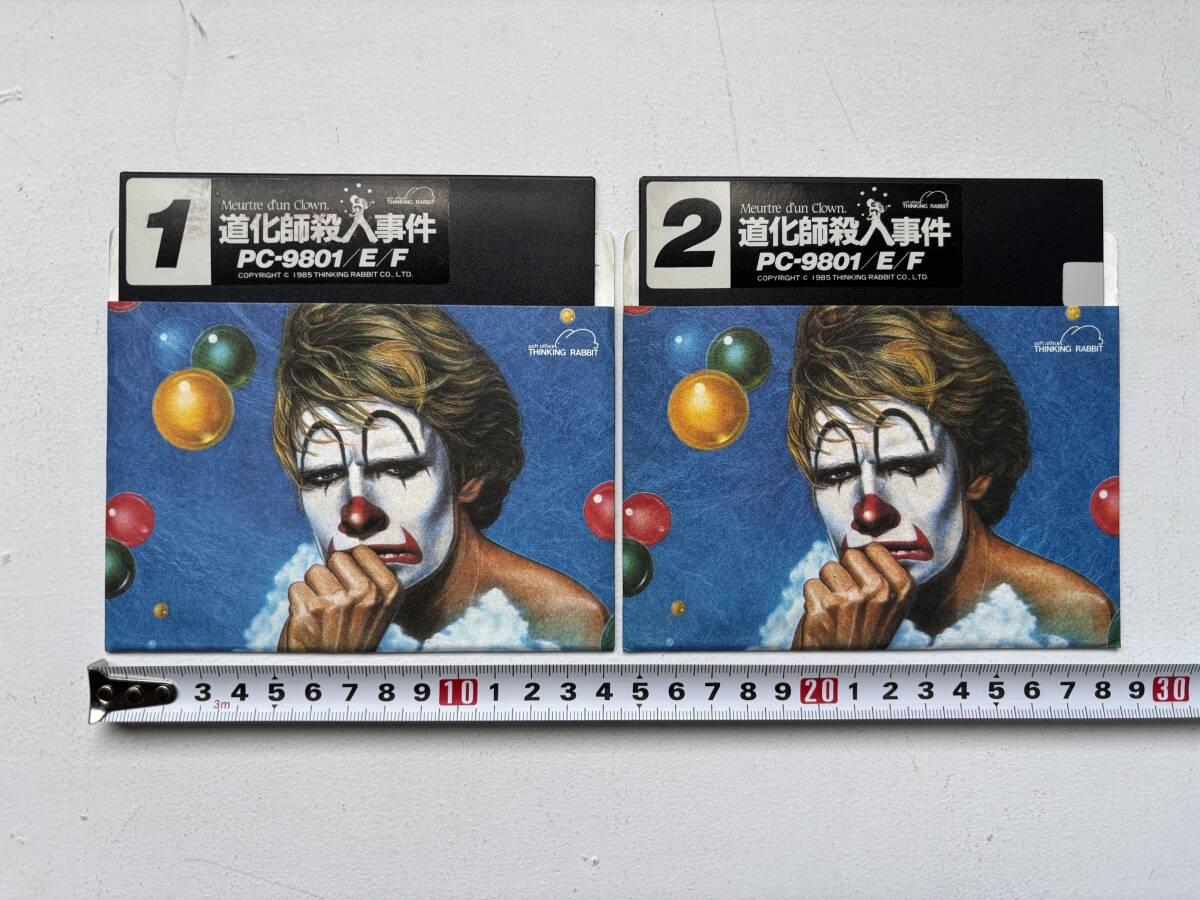 1
Meurtre d'un Clown.
soft office
THINKING RABBIT
道化師殺人事件
PC-9801/E/F
COPYRIGHT © 1985 THINKING RABBIT CO., LTD.
2
Meurtre d'un Clown.
soft office
THINKING RABBIT
道化師殺人事件
PC-9801/E/F
COPYRIGHT © 1985 THINKING RABBIT CO., LTD.
soft office
THINKING RABBIT
soft office
THINKING RABBIT
3 4 5 6 7 8 9 10 1 2 3 4 5 6 7 8 9 20 1 2 3 4 5 6 7 8 9 30
3m